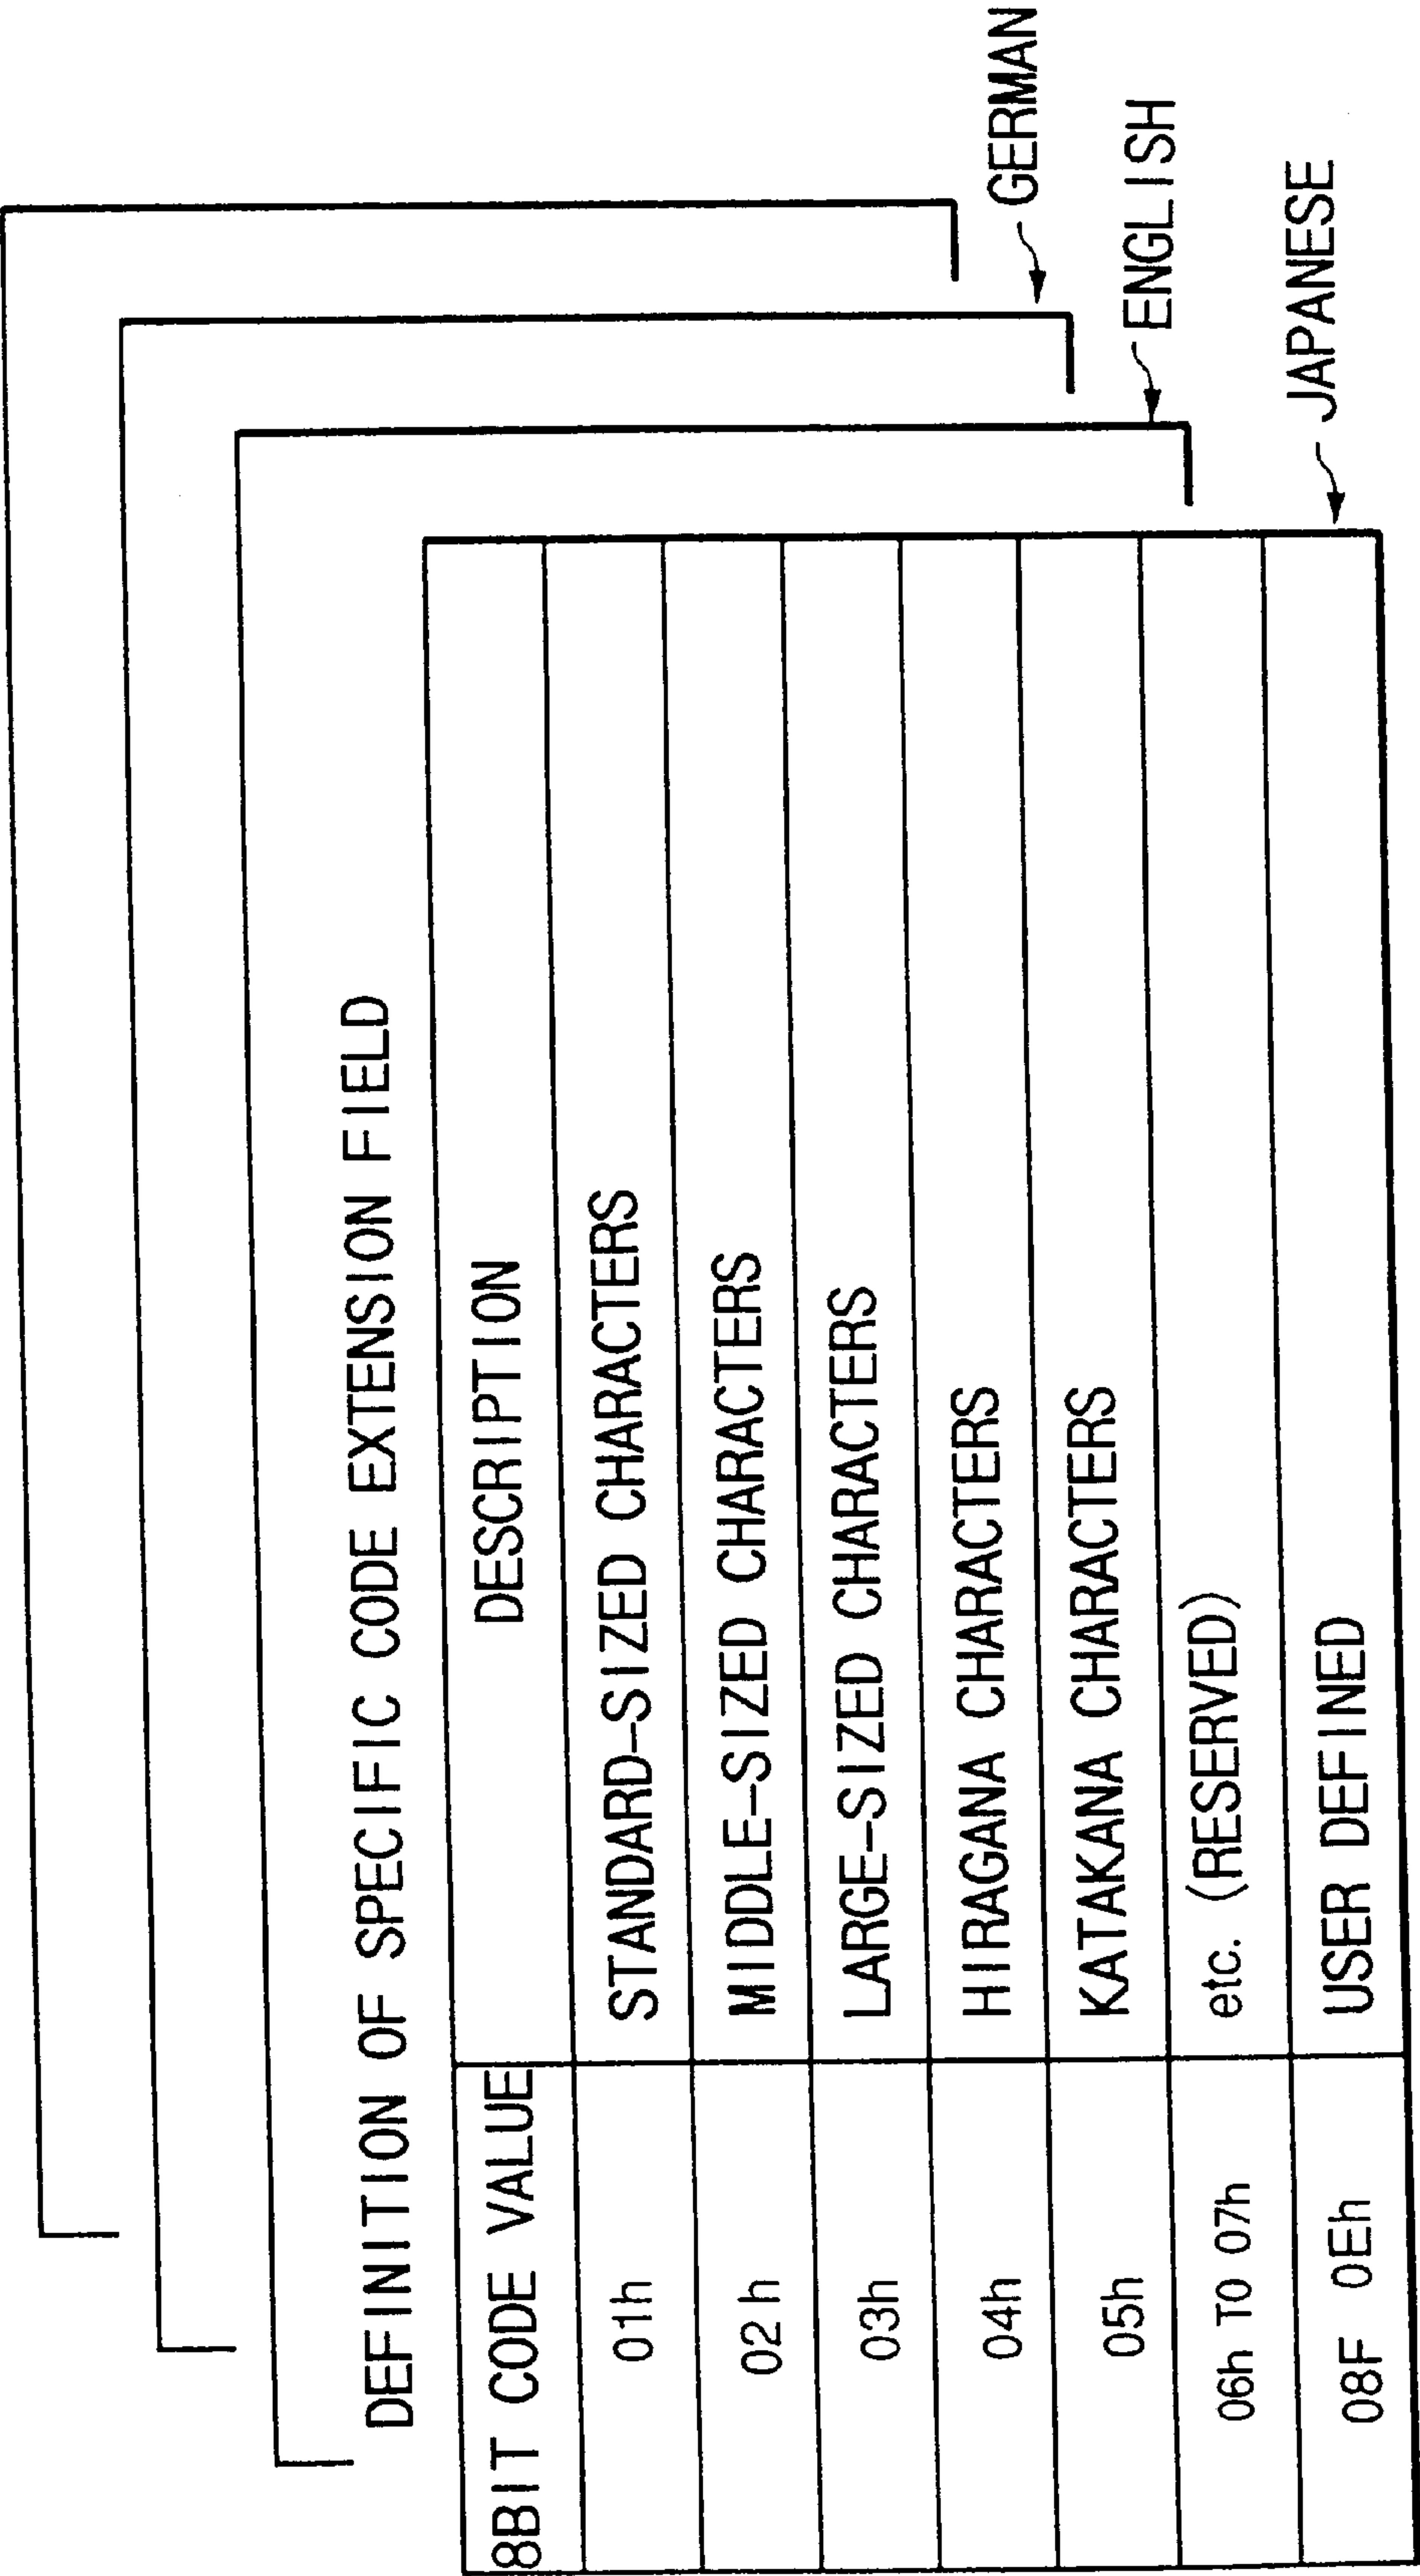 DEFINITION OF SPECIFIC CODE EXTENSION FIELD
8BIT CODE VALUE DESCRIPTION
01h STANDARD-SIZED CHARACTERS
02h MIDDLE-SIZED CHARACTERS
03h LARGE-SIZED CHARACTERS
04h HIRAGANA CHARACTERS
05h KATAKANA CHARACTERS
06h TO 07h etc. (RESERVED)
08F 0Eh USER DEFINED
GERMAN
ENGLISH
JAPANESE